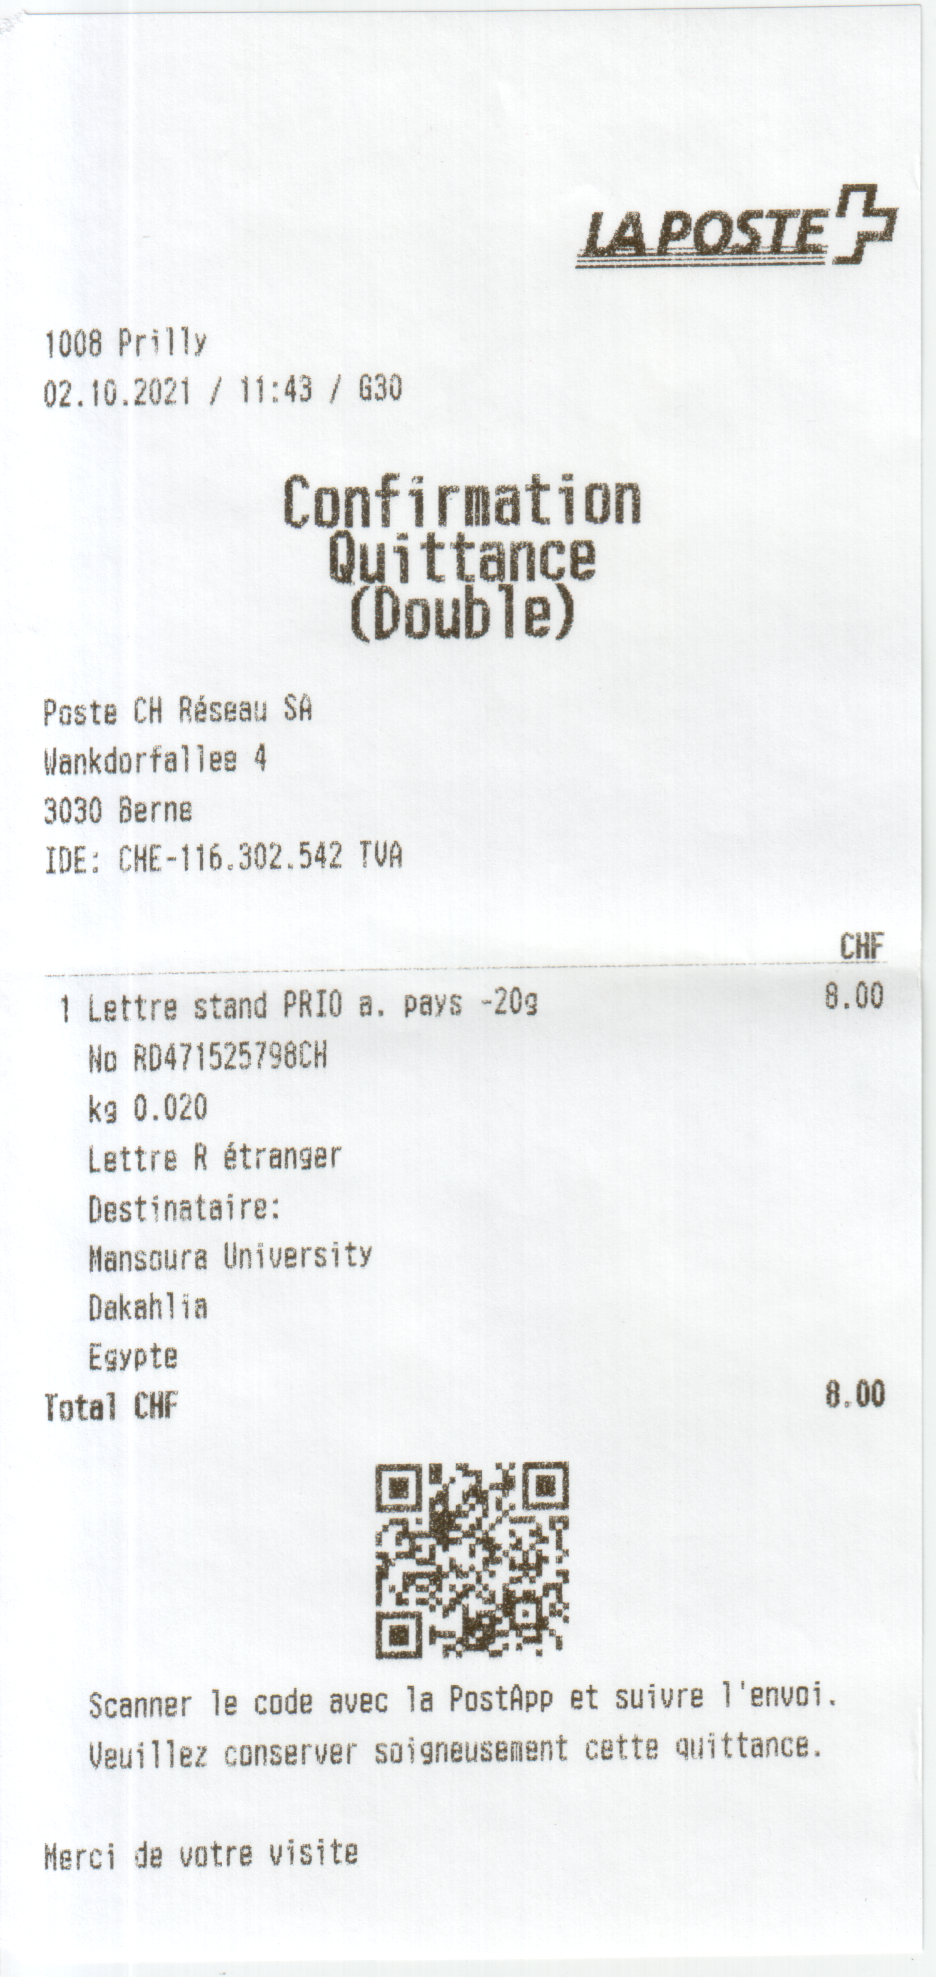 LA POSTE
1008 Prilly
02.10.2021 / 11:43 / G30
Confirmation
Quittance
(Double)
Poste CH Réseau SA
Wankdorfallee 4
3030 Berne
IDE: CHE-116.302.542 TVA
CHF
1 Lettre stand PRIO a. pays -20g 8.00
No RD471525798CH
kg 0.020
Lettre R étranger
Destinataire:
Mansoura University
Dakahlia
Egypte
Total CHF 8.00
Scanner le code avec la PostApp et suivre l'envoi.
Veuillez conserver soigneusement cette quittance.
Merci de votre visite